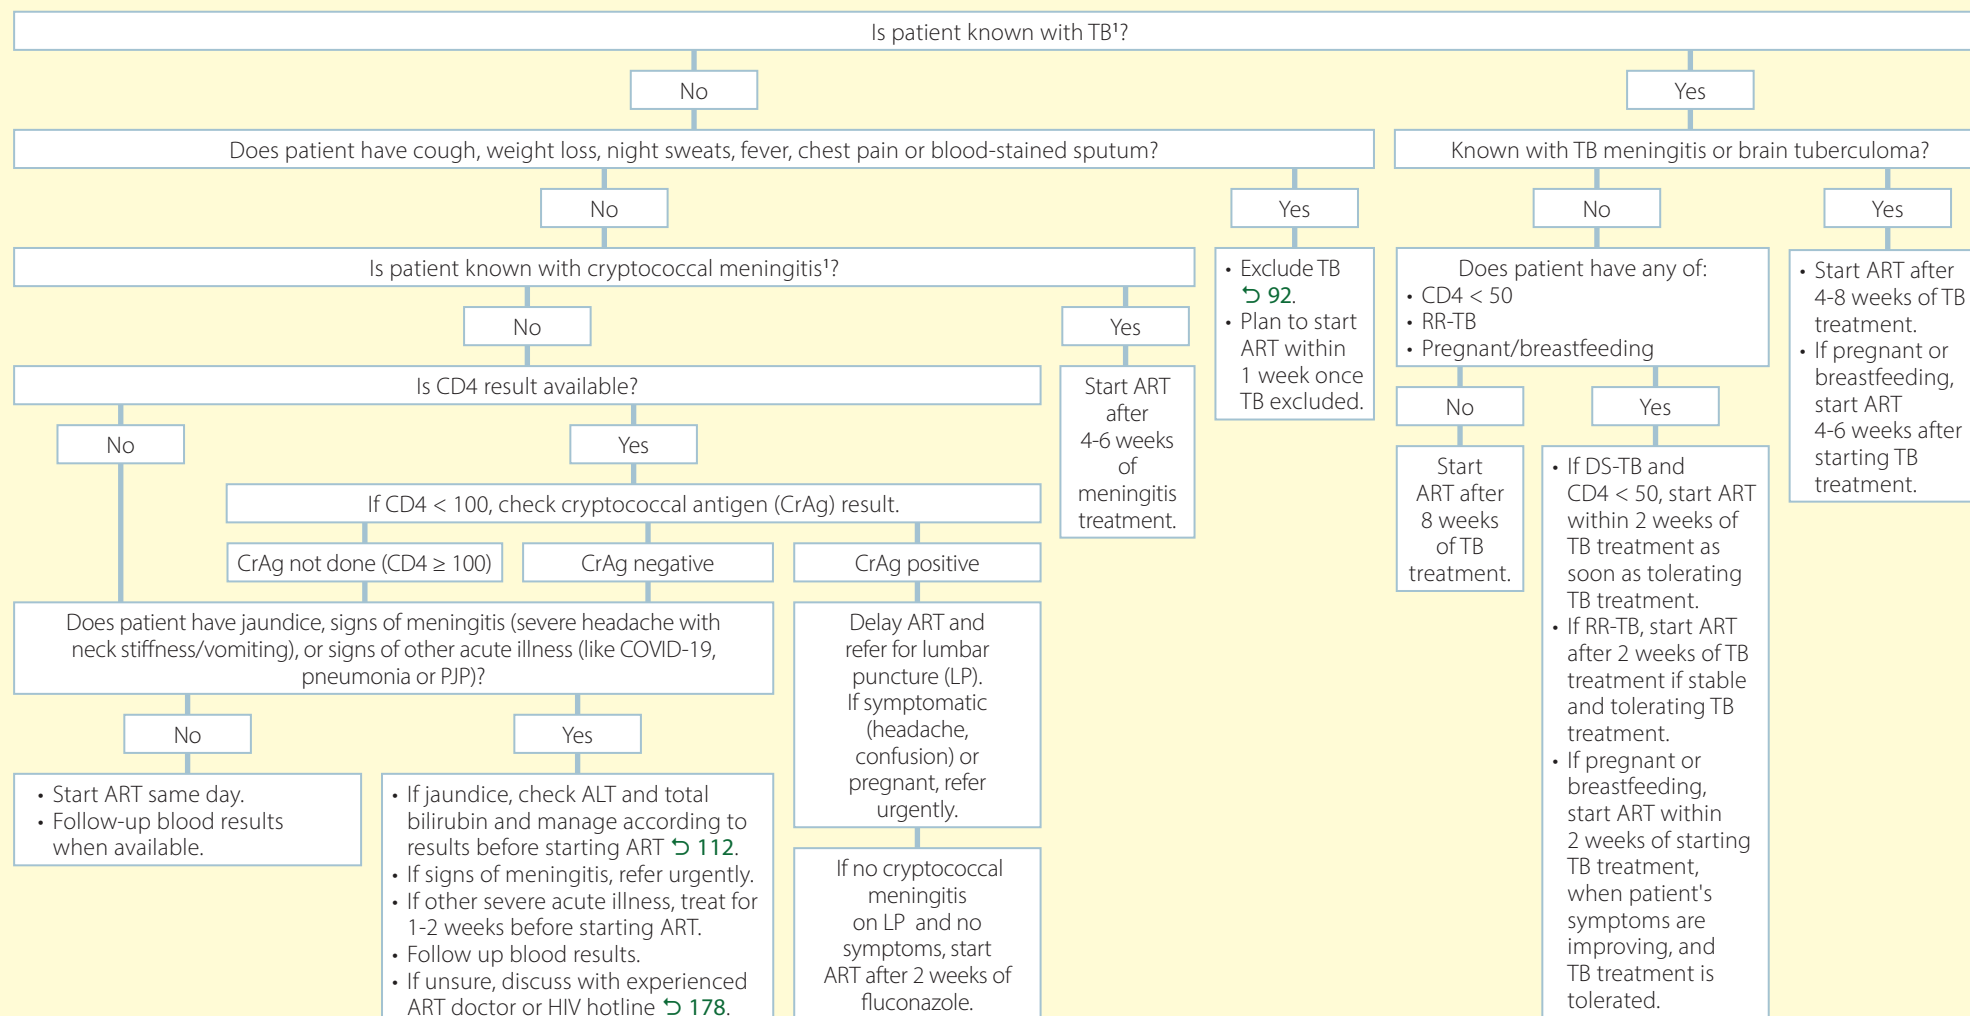 Is patient known with TB¹?
No
Yes
Does patient have cough, weight loss, night sweats, fever, chest pain or blood-stained sputum?
Known with TB meningitis or brain tuberculoma?
No
Yes
No
Yes
Is patient known with cryptococcal meningitis¹?
• Exclude TB
⮌ 92.
• Plan to start
ART within
1 week once
TB excluded.
Does patient have any of:
• CD4 < 50
• RR-TB
• Pregnant/breastfeeding
• Start ART after
4-8 weeks of TB
treatment.
• If pregnant or
breastfeeding,
start ART
4-6 weeks after
starting TB
treatment.
No
Yes
Is CD4 result available?
Start ART
after
4-6 weeks
of
meningitis
treatment.
No
Yes
No
Yes
Start
ART after
8 weeks
of TB
treatment.
• If DS-TB and
CD4 < 50, start ART
within 2 weeks of
TB treatment as
soon as tolerating
TB treatment.
• If RR-TB, start ART
after 2 weeks of TB
treatment if stable
and tolerating TB
treatment.
• If pregnant or
breastfeeding,
start ART within
2 weeks of starting
TB treatment,
when patient's
symptoms are
improving, and
TB treatment is
tolerated.
If CD4 < 100, check cryptococcal antigen (CrAg) result.
CrAg not done (CD4 ≥ 100)
CrAg negative
CrAg positive
Does patient have jaundice, signs of meningitis (severe headache with
neck stiffness/vomiting), or signs of other acute illness (like COVID-19,
pneumonia or PJP)?
Delay ART and
refer for lumbar
puncture (LP).
If symptomatic
(headache,
confusion) or
pregnant, refer
urgently.
No
Yes
• Start ART same day.
• Follow-up blood results
when available.
• If jaundice, check ALT and total
bilirubin and manage according to
results before starting ART ⮌ 112.
• If signs of meningitis, refer urgently.
• If other severe acute illness, treat for
1-2 weeks before starting ART.
• Follow up blood results.
• If unsure, discuss with experienced
ART doctor or HIV hotline ⮌ 178.
If no cryptococcal
meningitis
on LP and no
symptoms, start
ART after 2 weeks of
fluconazole.